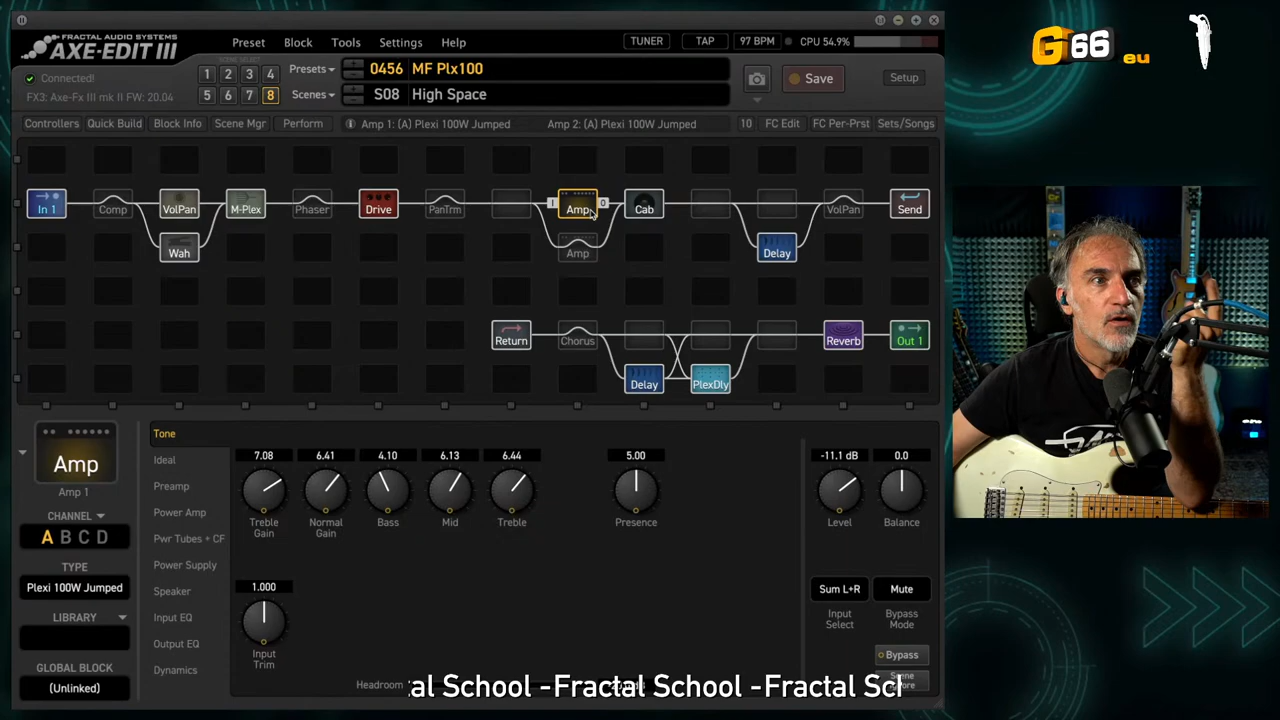 FRACTAL AUDIO SYSTEMS
AXE-EDIT III
Connected!
FX3: Axe-Fx III mk II FW: 20.04
Preset Block Tools Settings Help
SCENE SELECT
1 2 3 4
5 6 7 8
Presets
0456 MF Plx100
Scenes
S08 High Space
TUNER TAP 97 BPM CPU 54.9%
Save
Setup
G66 eu
Controllers Quick Build Block Info Scene Mgr Perform
Amp 1: (A) Plexi 100W Jumped Amp 2: (A) Plexi 100W Jumped
10 FC Edit FC Per-Prst Sets/Songs
In 1 Comp VolPan M-Plex Phaser Drive PanTrm I Amp O Cab VolPan Send
Wah Amp Delay
Return Chorus Reverb Out 1
Delay PlexDly
Amp
Amp 1
CHANNEL
A B C D
TYPE
Plexi 100W Jumped
LIBRARY
GLOBAL BLOCK
(Unlinked)
Tone
Ideal
Preamp
Power Amp
Pwr Tubes + CF
Power Supply
Speaker
Input EQ
Output EQ
Dynamics
7.08 6.41 4.10 6.13 6.44 5.00 -11.1 dB 0.0
Treble Gain
Normal Gain
Bass
Mid
Treble
Presence
Level
Balance
1.000
Input Trim
Sum L+R
Input Select
Mute
Bypass Mode
Bypass
Scene Ignore
Headroom
al School -Fractal School -Fractal Scl